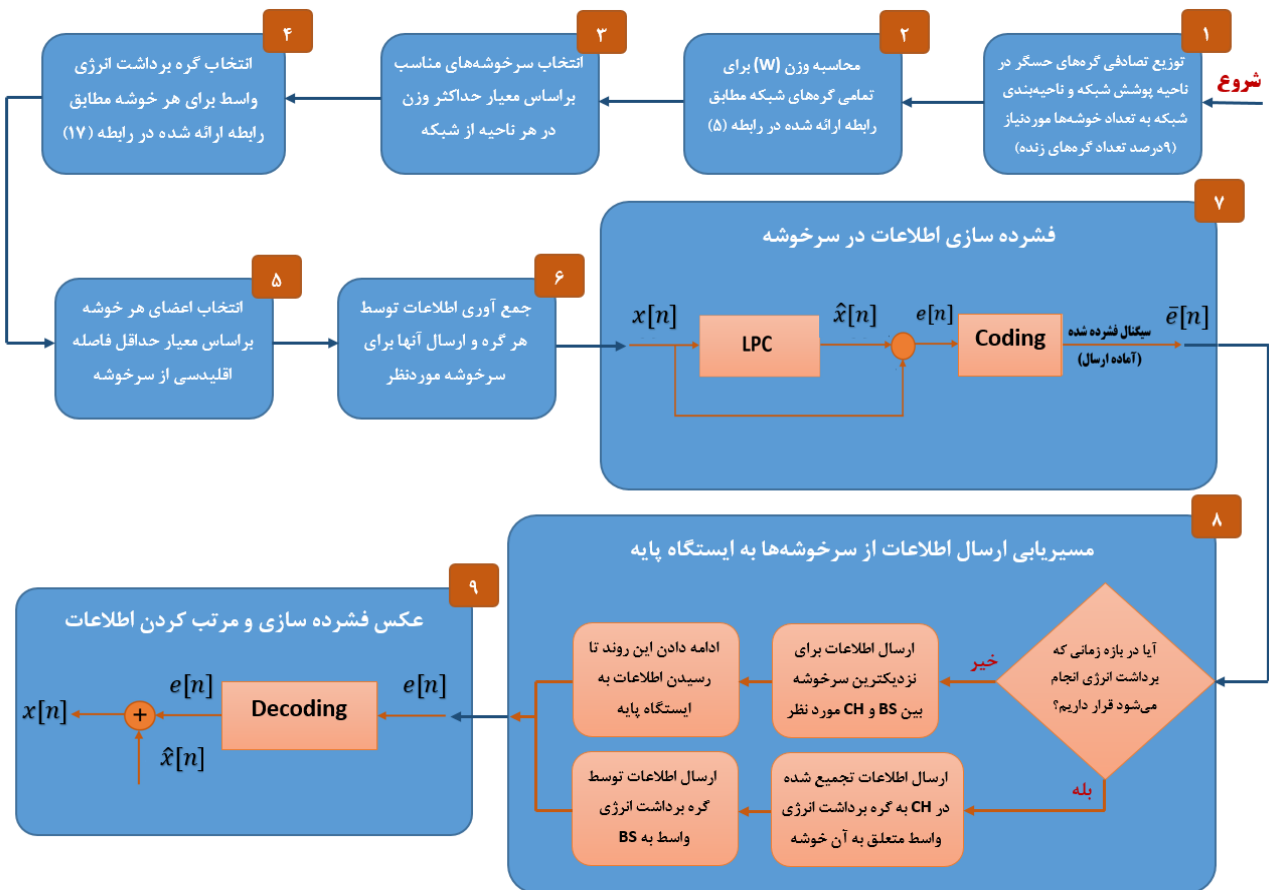 شروع
۱
توزیع تصادفی گره‌های حسگر در
ناحیه پوشش شبکه و ناحیه‌بندی
شبکه به تعداد خوشه‌ها موردنیاز
(۹درصد تعداد گره‌های زنده)
۲
محاسبه وزن (W) برای
تمامی گره‌های شبکه مطابق
رابطه ارائه شده در رابطه (۵)
۳
انتخاب سرخوشه‌های مناسب
براساس معیار حداکثر وزن
در هر ناحیه از شبکه
۴
انتخاب گره برداشت انرژی
واسط برای هر خوشه مطابق
رابطه ارائه شده در رابطه (۱۷)
۵
انتخاب اعضای هر خوشه
براساس معیار حداقل فاصله
اقلیدسی از سرخوشه
۶
جمع آوری اطلاعات توسط
هر گره و ارسال آنها برای
سرخوشه موردنظر
۷
فشرده سازی اطلاعات در سرخوشه
x[n]
LPC
x̂[n]
e[n]
Coding
سیگنال فشرده شده
(آماده ارسال)
ē[n]
۸
مسیریابی ارسال اطلاعات از سرخوشه‌ها به ایستگاه پایه
آیا در بازه زمانی که
برداشت انرژی انجام
می‌شود قرار داریم؟
خیر
ارسال اطلاعات برای
نزدیکترین سرخوشه
بین BS و CH مورد نظر
ادامه دادن این روند تا
رسیدن اطلاعات به
ایستگاه پایه
بله
ارسال اطلاعات تجمیع شده
در CH به گره برداشت انرژی
واسط متعلق به آن خوشه
ارسال اطلاعات توسط
گره برداشت انرژی
واسط به BS
۹
عکس فشرده سازی و مرتب کردن اطلاعات
e[n]
Decoding
e[n]
+
x̂[n]
x[n]